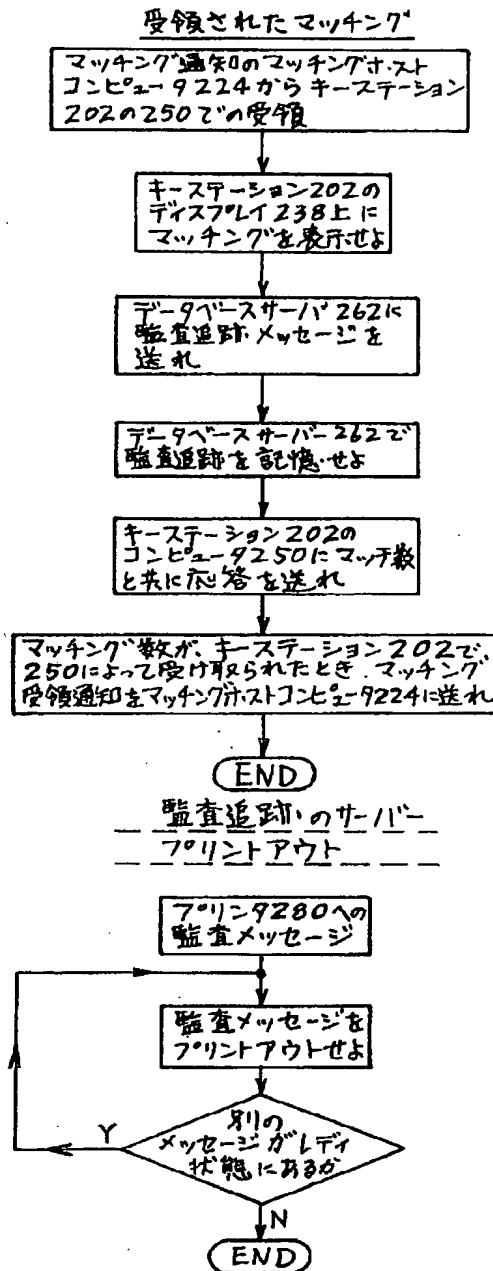 受領されたマッチング
マッチング通知のマッチングホスト
コンピュータ224からキーステーション
202の250での受領
キーステーション202の
ディスプレイ238上に
マッチングを表示せよ
データベースサーバ262に
監査追跡メッセージを
送れ
データベースサーバー262で
監査追跡を記憶せよ
キーステーション202の
コンピュータ250にマッチ数
と共に応答を送れ
マッチング数が、キーステーション202で、
250によって受け取られたとき、マッチング
受領通知をマッチングホストコンピュータ224に送れ
END
監査追跡のサーバー
プリントアウト
プリンタ280への
監査メッセージ
監査メッセージを
プリントアウトせよ
別の
メッセージがレディ
状態にあるか
Y
N
END